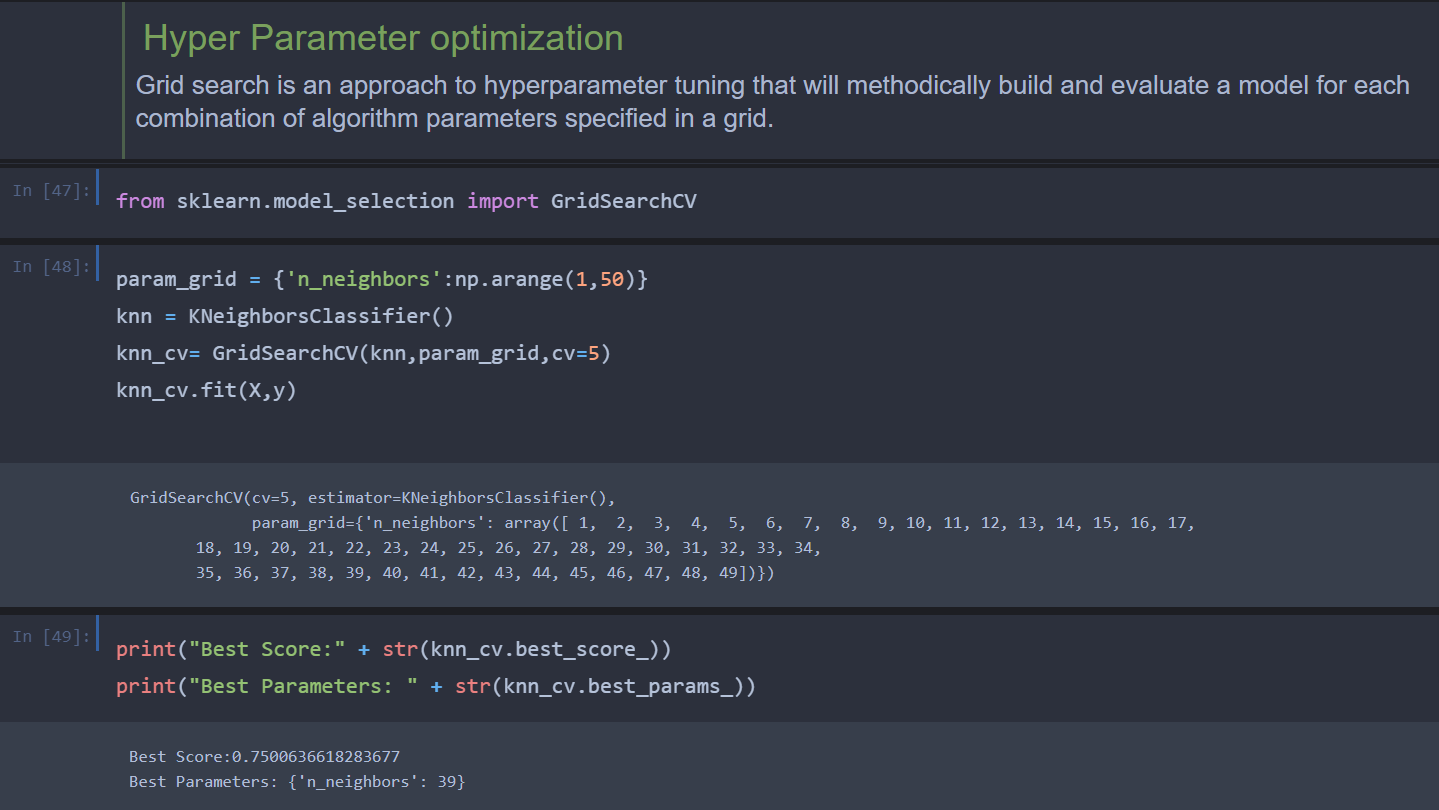 Hyper Parameter optimization
Grid search is an approach to hyperparameter tuning that will methodically build and evaluate a model for each
combination of algorithm parameters specified in a grid.
In [47]:
from sklearn.model_selection import GridSearchCV
In [48]:
param_grid = {'n_neighbors':np.arange(1,50)}
knn = KNeighborsClassifier()
knn_cv= GridSearchCV(knn,param_grid,cv=5)
knn_cv.fit(X,y)
GridSearchCV(cv=5, estimator=KNeighborsClassifier(),
param_grid={'n_neighbors': array([ 1,  2,  3,  4,  5,  6,  7,  8,  9, 10, 11, 12, 13, 14, 15, 16, 17,
18, 19, 20, 21, 22, 23, 24, 25, 26, 27, 28, 29, 30, 31, 32, 33, 34,
35, 36, 37, 38, 39, 40, 41, 42, 43, 44, 45, 46, 47, 48, 49])})
In [49]:
print("Best Score:" + str(knn_cv.best_score_))
print("Best Parameters: " + str(knn_cv.best_params_))
Best Score:0.7500636618283677
Best Parameters: {'n_neighbors': 39}